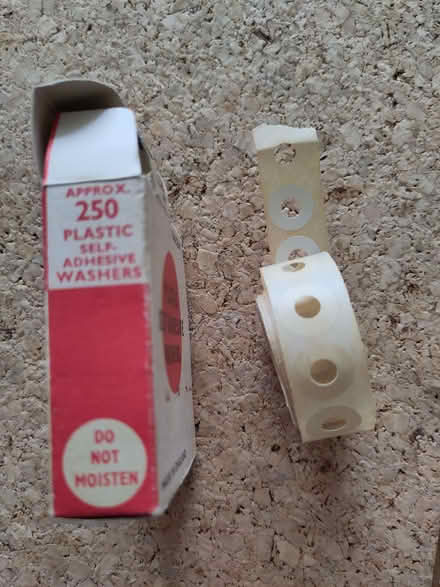 APPROX.
250
PLASTIC
SELF-
ADHESIVE
WASHERS
DO
NOT
MOISTEN